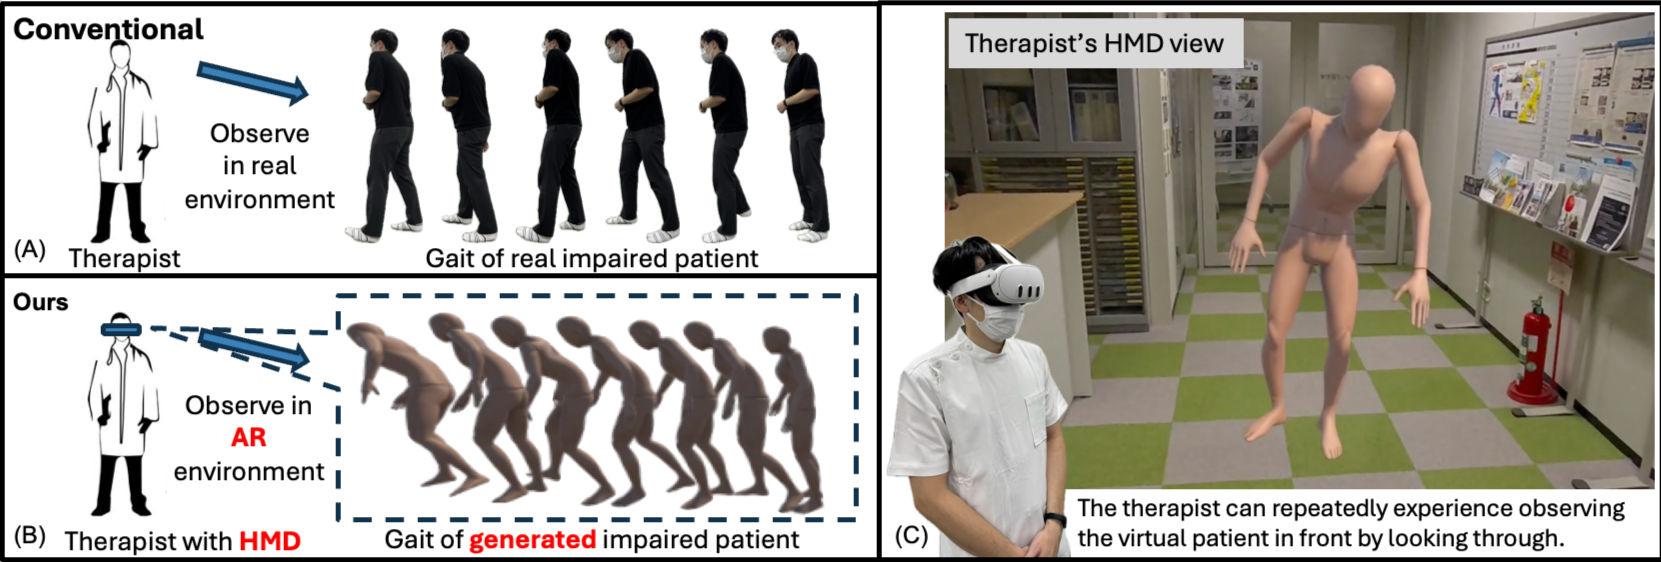 Conventional
Observe
in real
environment
(A)
Therapist
Gait of real impaired patient
Ours
Observe in
AR
environment
(B)
Therapist with HMD
Gait of generated impaired patient
Therapist's HMD view
(C)
The therapist can repeatedly experience observing
the virtual patient in front by looking through.